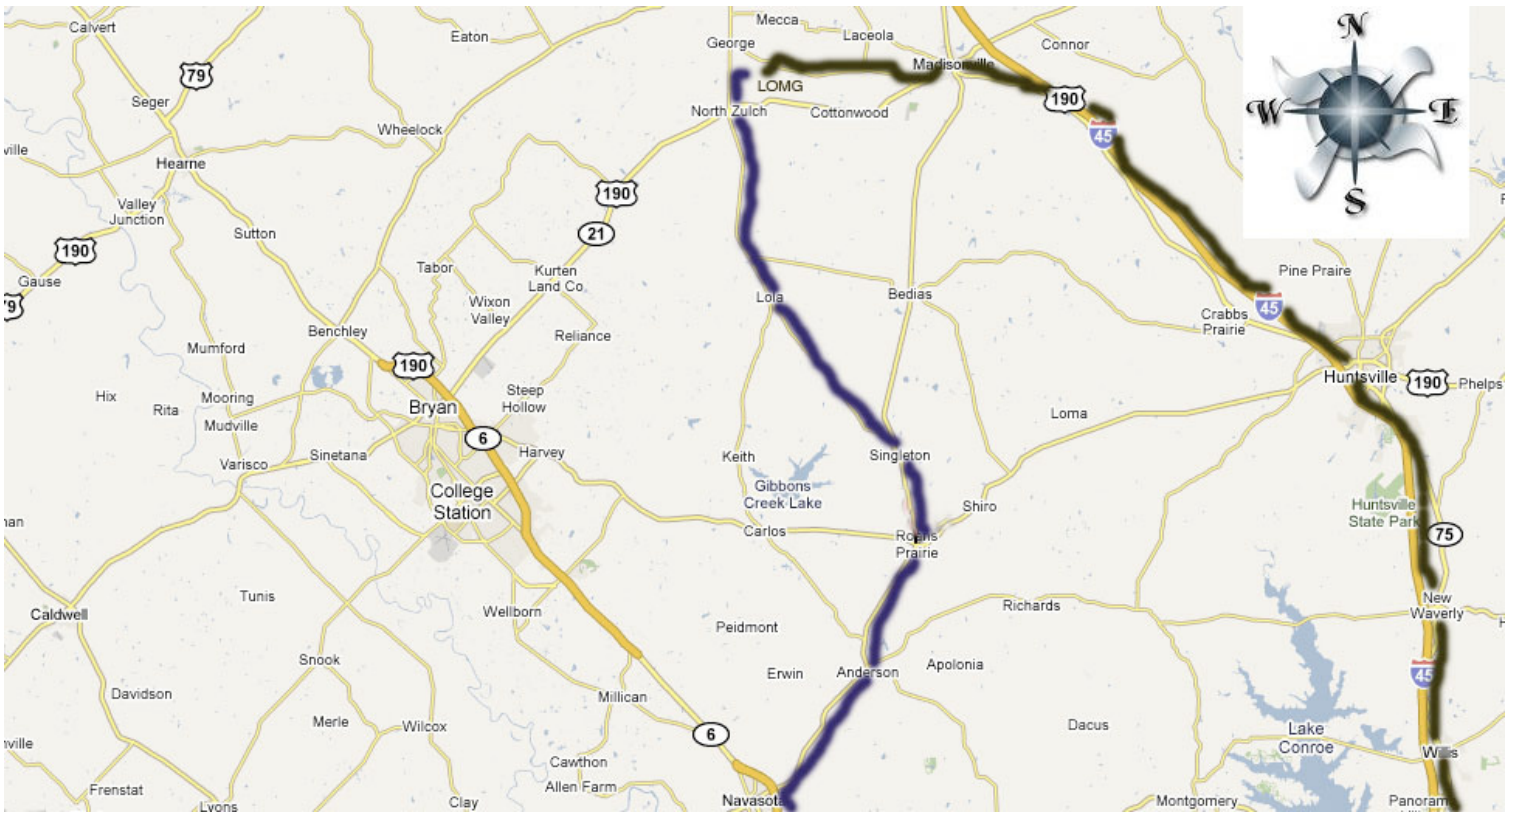 Calvert
Eaton
Mecca
Laceola
George
Connor
N
79
Madisonville
LOMG
Seger
190
W
E
North Zulch
Cottonwood
Wheelock
45
ville
Hearne
190
S
Valley
Junction
21
Sutton
190
Tabor
Kurten
Land Co
Pine Praire
Gause
Lola
Bedias
Wixon
Valley
45
Crabbs
Prairie
Benchley
Reliance
Mumford
190
Huntsville
190
Phelps
Steep
Hollow
Hix
Mooring
Rita
Bryan
Loma
Mudville
6
Sinetana
Harvey
Keith
Singleton
Varisco
College
Station
Gibbons
Creek Lake
Shiro
Huntsville
State Park
nan
Carlos
Roans
Prairie
75
Tunis
Richards
New
Waverly
Caldwell
Wellborn
Peidmont
Snook
Erwin
Anderson
Apolonia
45
Davidson
Millican
Merle
Wilcox
Dacus
Lake
Conroe
6
nville
Cawthon
Frenstat
Allen Farm
Navasota
Montgomery
Panoram
Lyons
Clay